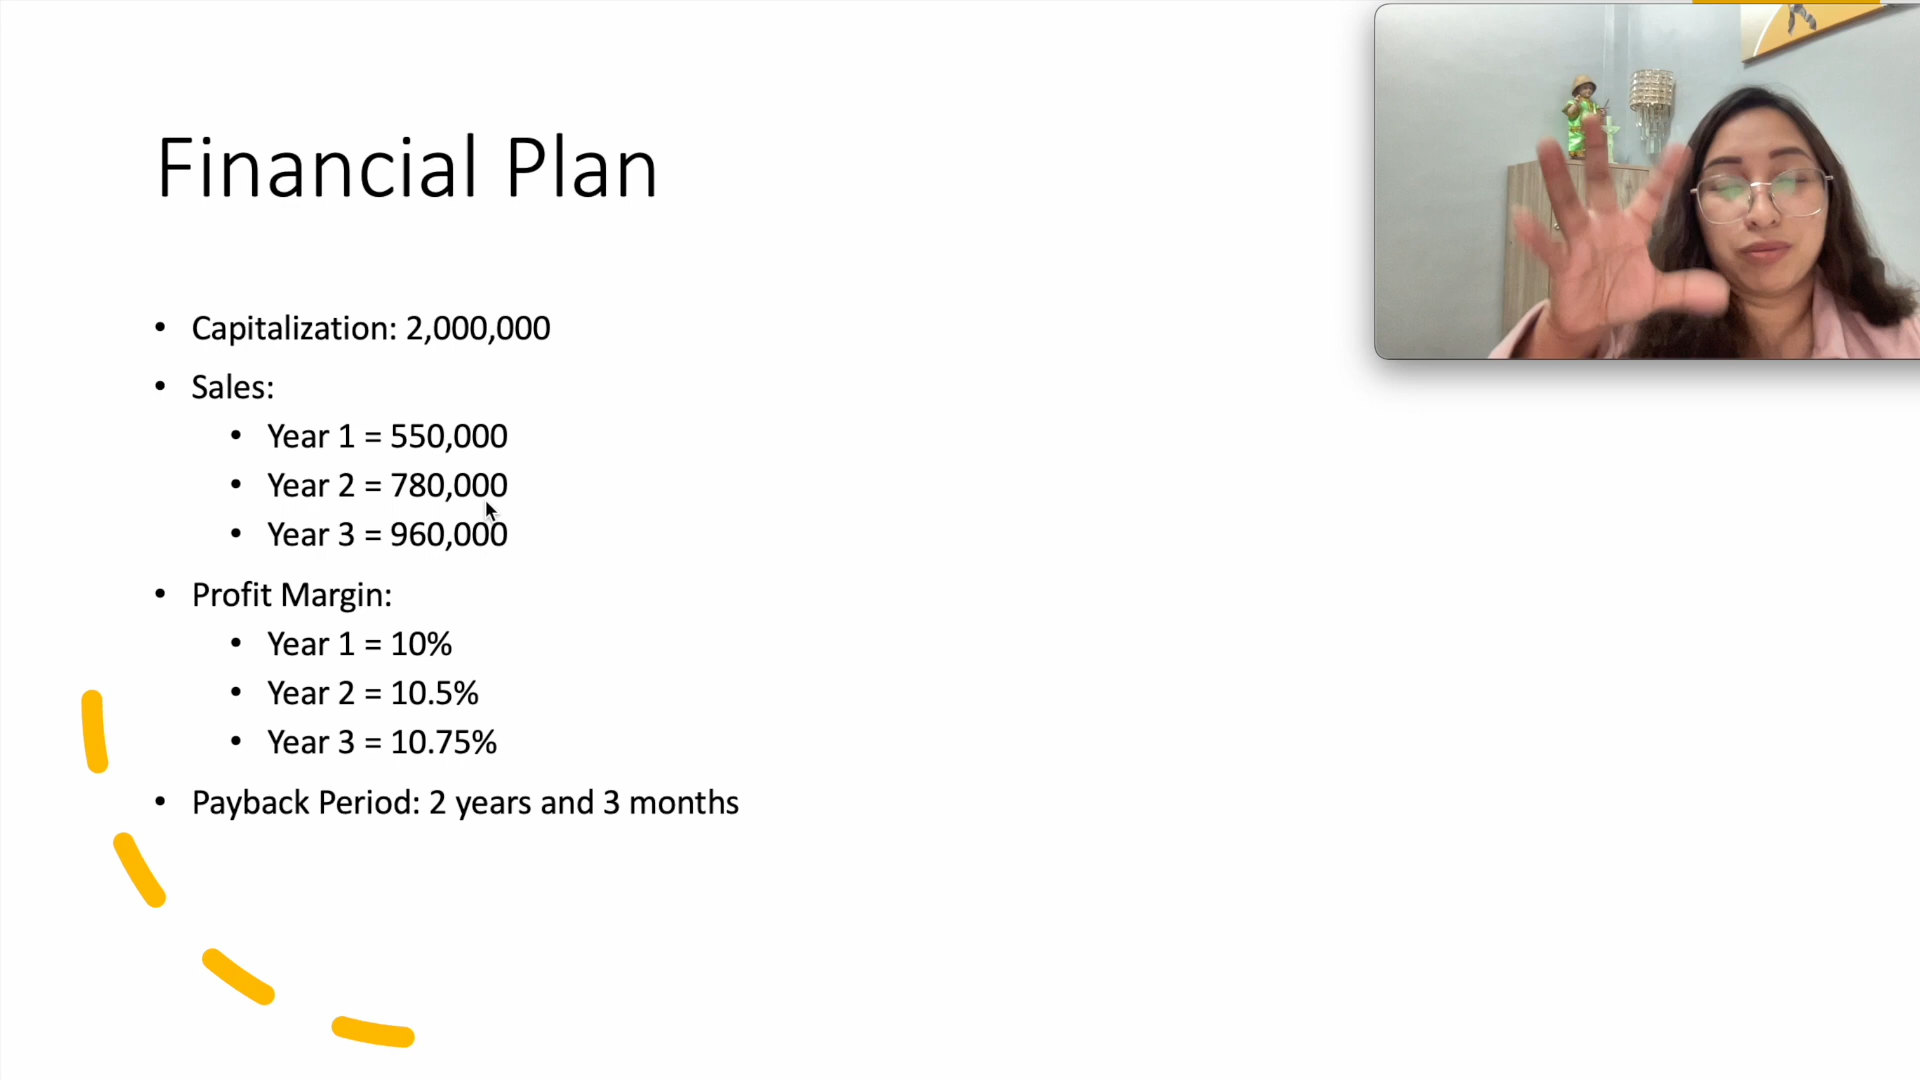 Financial Plan
• Capitalization: 2,000,000
• Sales:
• Year 1 = 550,000
• Year 2 = 780,000
• Year 3 = 960,000
• Profit Margin:
• Year 1 = 10%
• Year 2 = 10.5%
• Year 3 = 10.75%
• Payback Period: 2 years and 3 months